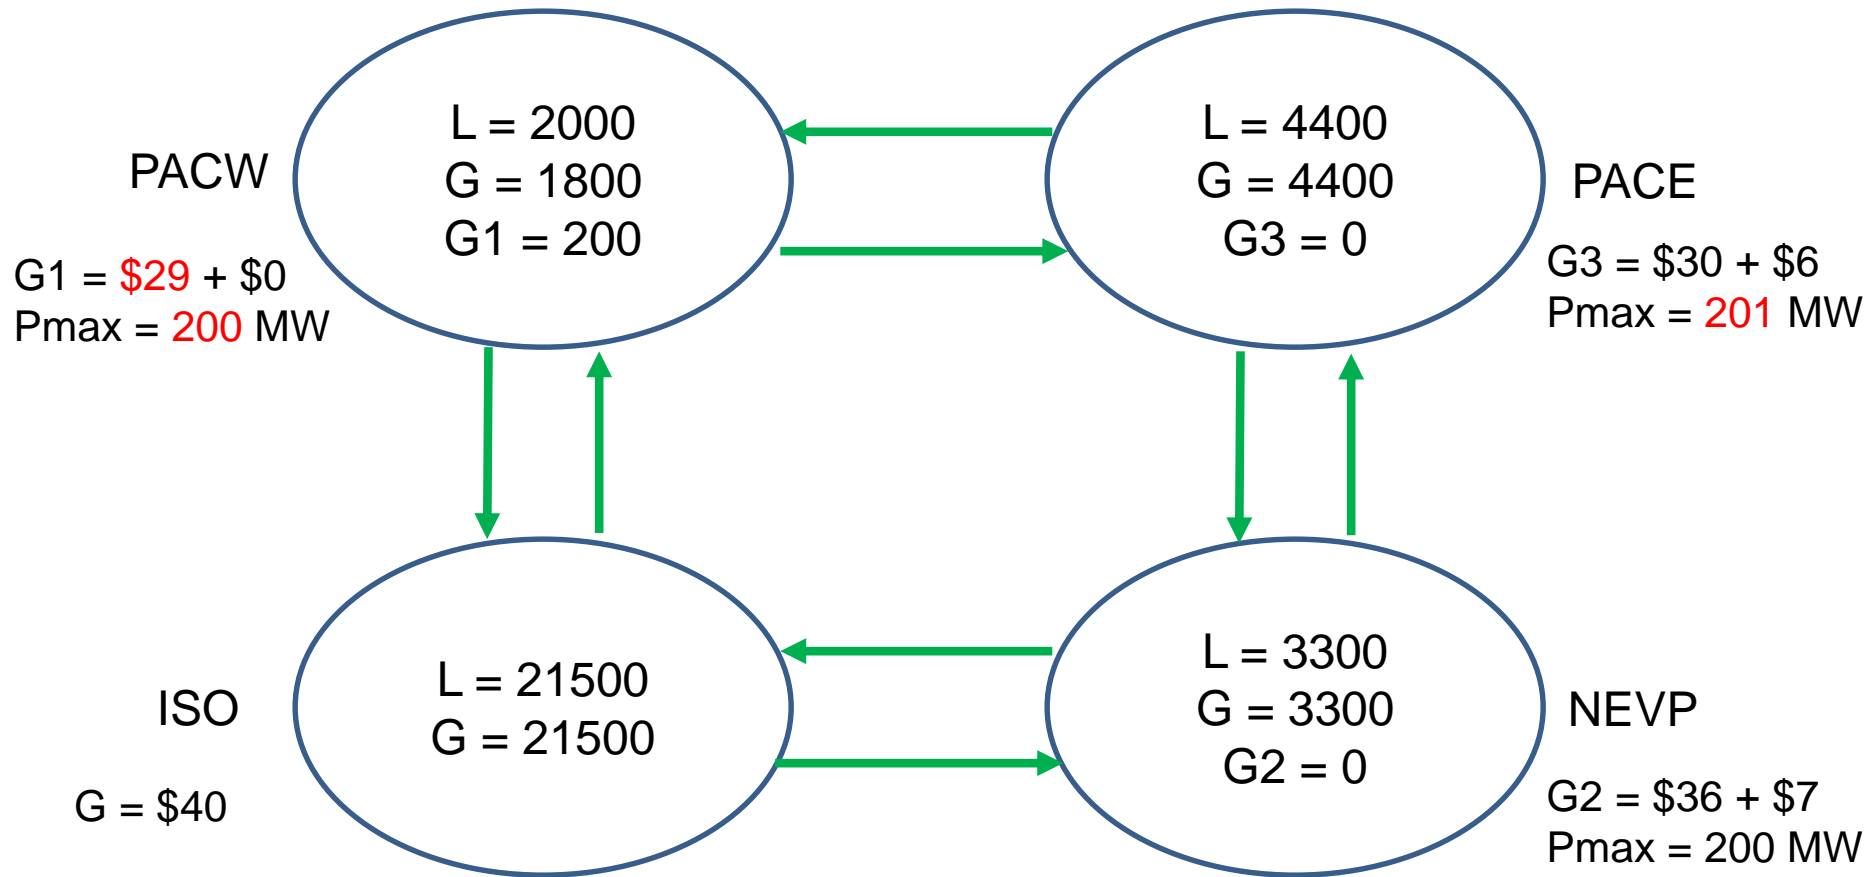 PACW
L = 2000
G = 1800
G1 = 200
G1 = $29 + $0
Pmax = 200 MW
L = 4400
G = 4400
G3 = 0
PACE
G3 = $30 + $6
Pmax = 201 MW
ISO
L = 21500
G = 21500
G = $40
L = 3300
G = 3300
G2 = 0
NEVP
G2 = $36 + $7
Pmax = 200 MW